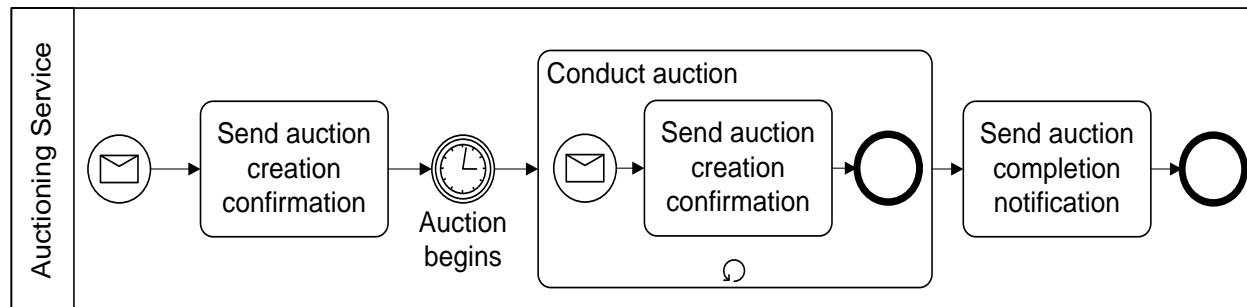 Auctioning Service
Send auction
creation
confirmation
Auction
begins
Conduct auction
Send auction
creation
confirmation
Send auction
completion
notification